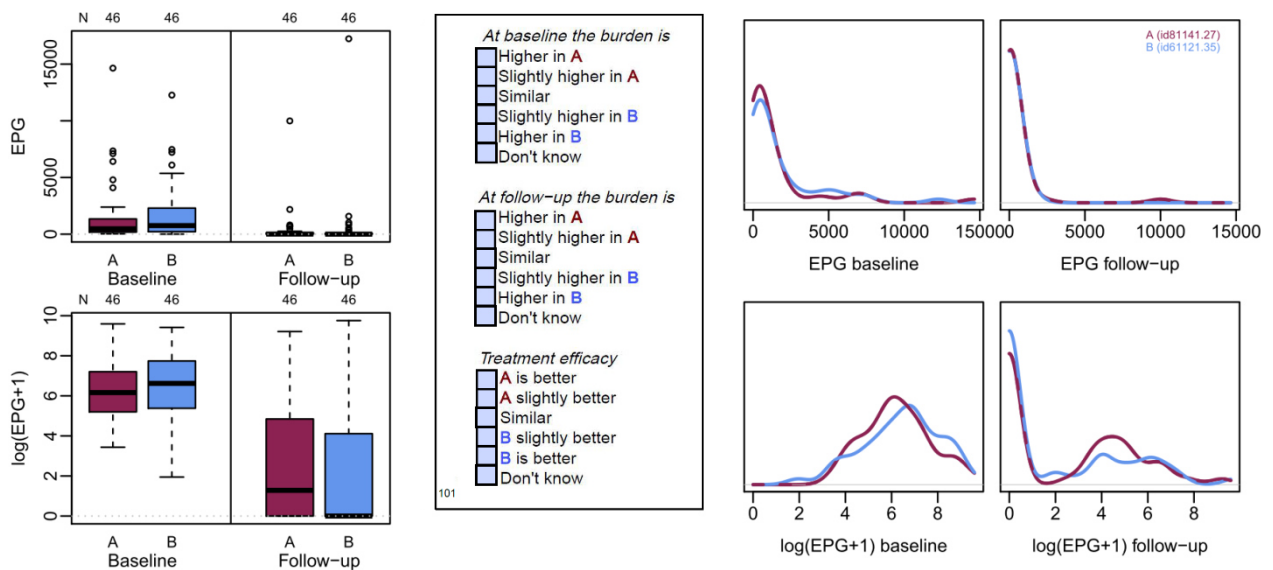 N 46 46 46 46
EPG
0 5000 15000
A B A B
Baseline Follow-up
N 46 46 46 46
log(EPG+1)
0 2 4 6 8 10
A B A B
Baseline Follow-up
At baseline the burden is
Higher in A
Slightly higher in A
Similar
Slightly higher in B
Higher in B
Don't know
At follow-up the burden is
Higher in A
Slightly higher in A
Similar
Slightly higher in B
Higher in B
Don't know
Treatment efficacy
A is better
A slightly better
Similar
B slightly better
B is better
Don't know
101
0 5000 10000 15000
EPG baseline
A (id81141.27)
B (id61121.35)
0 5000 10000 15000
EPG follow-up
0 2 4 6 8
log(EPG+1) baseline
0 2 4 6 8
log(EPG+1) follow-up